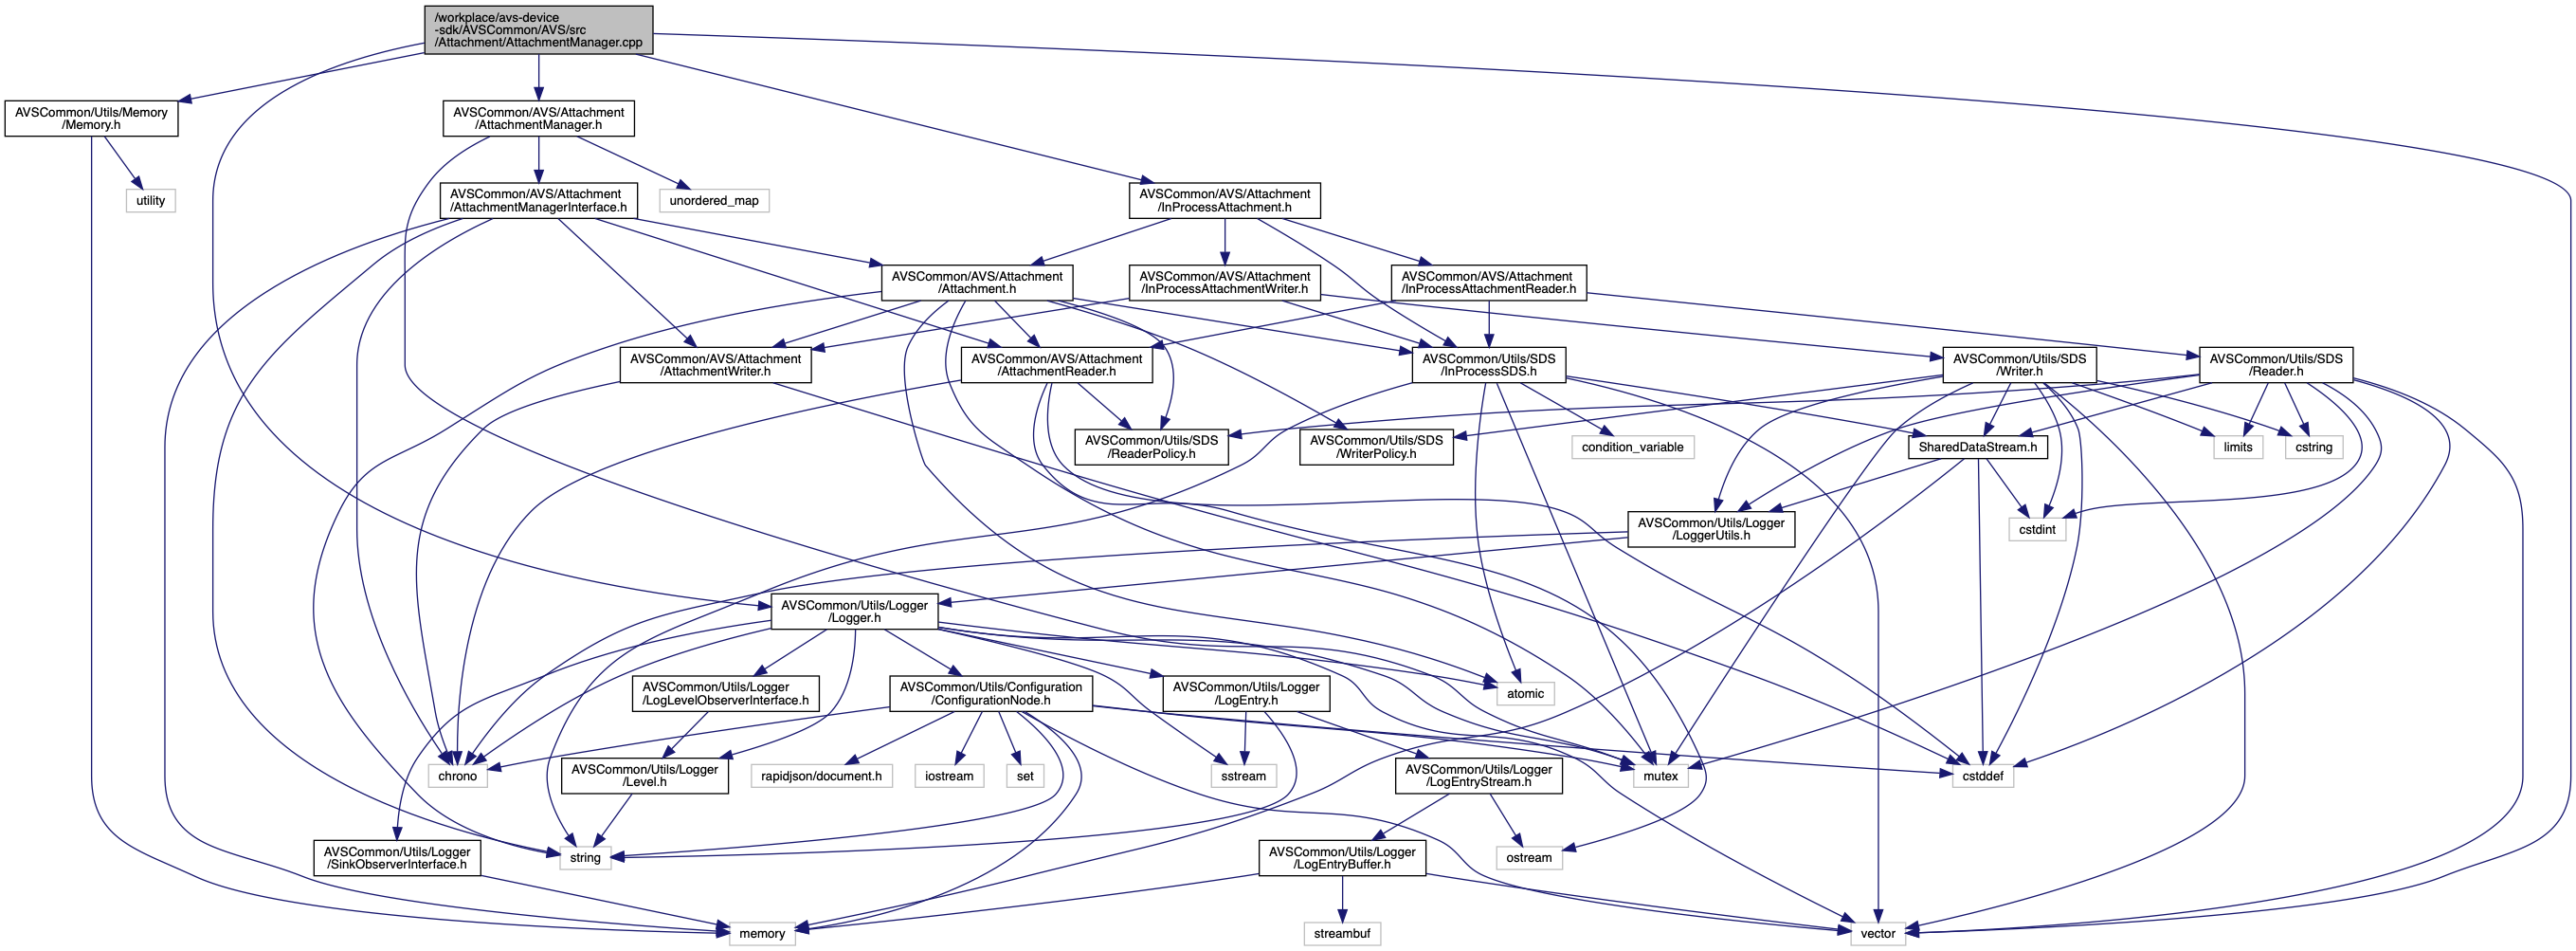 /workplace/avs-device
-sdk/AVSCommon/AVS/src
/Attachment/AttachmentManager.cpp
AVSCommon/Utils/Memory
/Memory.h
AVSCommon/AVS/Attachment
/AttachmentManager.h
utility
AVSCommon/AVS/Attachment
/AttachmentManagerInterface.h
unordered_map
AVSCommon/AVS/Attachment
/InProcessAttachment.h
AVSCommon/AVS/Attachment
/Attachment.h
AVSCommon/AVS/Attachment
/InProcessAttachmentWriter.h
AVSCommon/AVS/Attachment
/InProcessAttachmentReader.h
AVSCommon/AVS/Attachment
/AttachmentWriter.h
AVSCommon/AVS/Attachment
/AttachmentReader.h
AVSCommon/Utils/SDS
/InProcessSDS.h
AVSCommon/Utils/SDS
/Writer.h
AVSCommon/Utils/SDS
/Reader.h
AVSCommon/Utils/SDS
/ReaderPolicy.h
AVSCommon/Utils/SDS
/WriterPolicy.h
condition_variable
SharedDataStream.h
limits
cstring
AVSCommon/Utils/Logger
/LoggerUtils.h
cstdint
AVSCommon/Utils/Logger
/Logger.h
AVSCommon/Utils/Logger
/LogLevelObserverInterface.h
AVSCommon/Utils/Configuration
/ConfigurationNode.h
AVSCommon/Utils/Logger
/LogEntry.h
atomic
chrono
AVSCommon/Utils/Logger
/Level.h
rapidjson/document.h
iostream
set
sstream
AVSCommon/Utils/Logger
/LogEntryStream.h
mutex
cstddef
AVSCommon/Utils/Logger
/SinkObserverInterface.h
string
AVSCommon/Utils/Logger
/LogEntryBuffer.h
ostream
memory
streambuf
vector